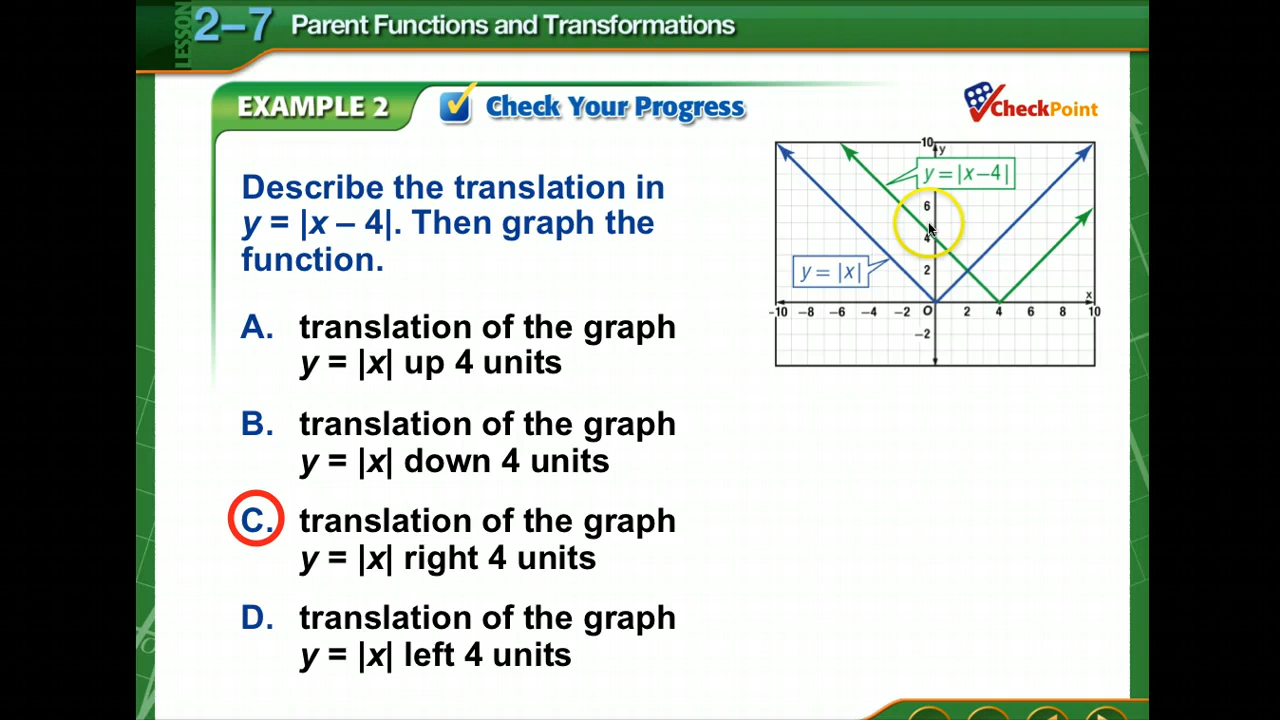 LESSON
2–7 Parent Functions and Transformations
EXAMPLE 2 Check Your Progress
CheckPoint
Describe the translation in
y = |x – 4|. Then graph the
function.
A. translation of the graph
y = |x| up 4 units
B. translation of the graph
y = |x| down 4 units
C. translation of the graph
y = |x| right 4 units
D. translation of the graph
y = |x| left 4 units
10 y
y = |x–4|
6
4
y = |x|
2
x
-10 –8 –6 –4 –2 O 2 4 6 8 10
–2